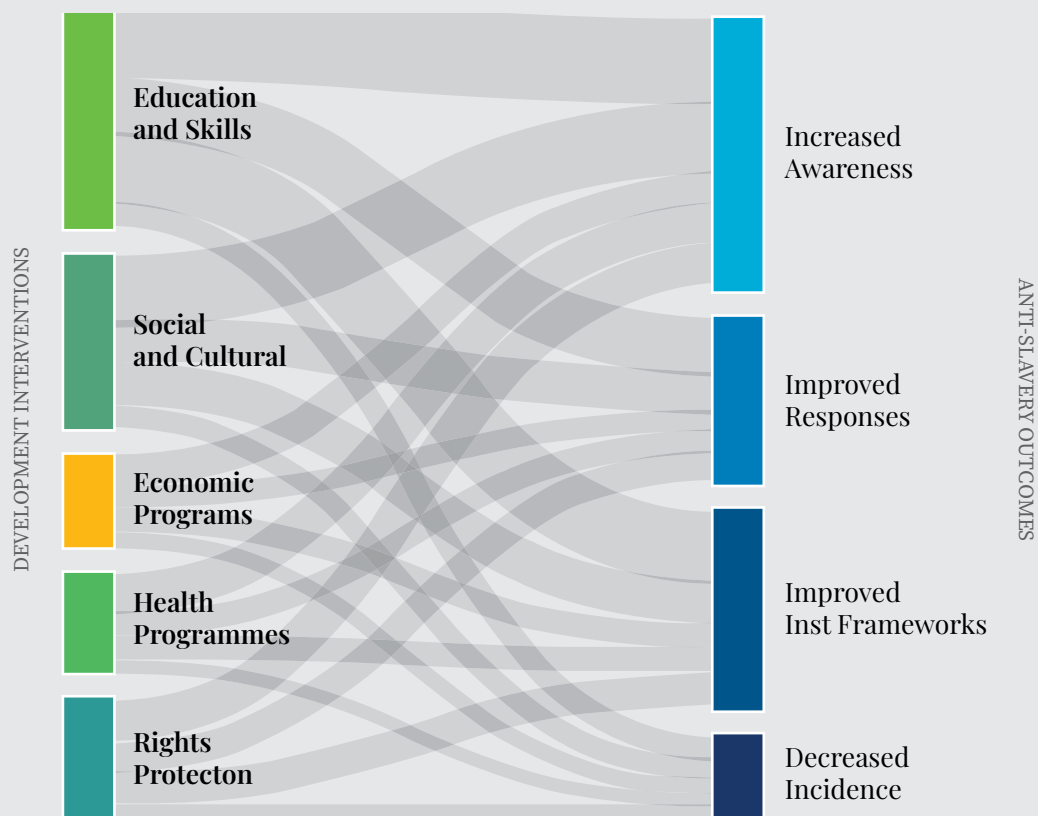 DEVELOPMENT INTERVENTIONS
Education
and Skills
Social
and Cultural
Economic
Programs
Health
Programmes
Rights
Protecton
Increased
Awareness
Improved
Responses
Improved
Inst Frameworks
Decreased
Incidence
ANTI-SLAVERY OUTCOMES